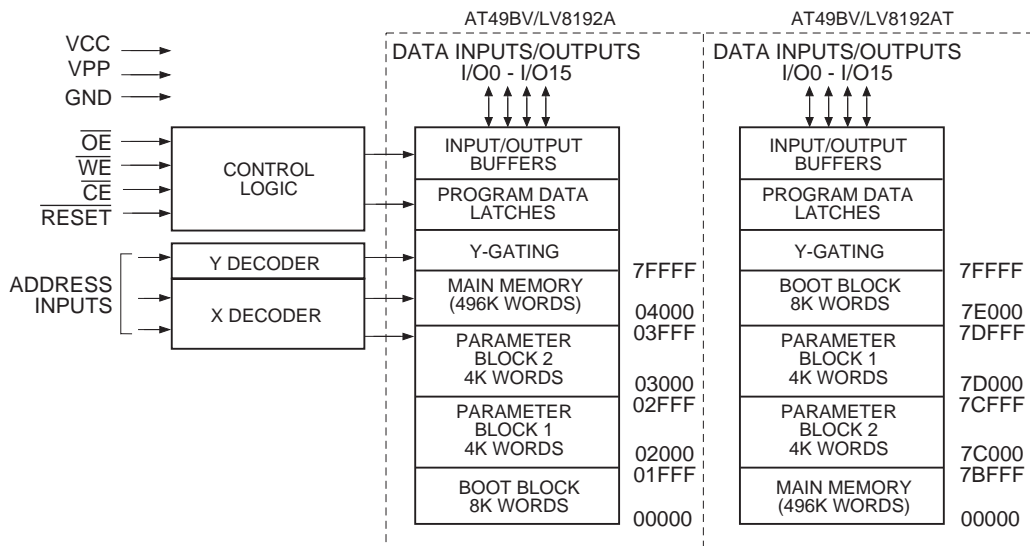 AT49BV/LV8192A
AT49BV/LV8192AT
VCC
VPP
GND
OE
WE
CE
RESET
ADDRESS
INPUTS
CONTROL
LOGIC
Y DECODER
X DECODER
DATA INPUTS/OUTPUTS
I/O0 - I/O15
INPUT/OUTPUT
BUFFERS
PROGRAM DATA
LATCHES
Y-GATING
7FFFF
MAIN MEMORY
(496K WORDS)
04000
03FFF
PARAMETER
BLOCK 2
4K WORDS
03000
02FFF
PARAMETER
BLOCK 1
4K WORDS
02000
01FFF
BOOT BLOCK
8K WORDS
00000
DATA INPUTS/OUTPUTS
I/O0 - I/O15
INPUT/OUTPUT
BUFFERS
PROGRAM DATA
LATCHES
Y-GATING
7FFFF
BOOT BLOCK
8K WORDS
7E000
7DFFF
PARAMETER
BLOCK 1
4K WORDS
7D000
7CFFF
PARAMETER
BLOCK 2
4K WORDS
7C000
7BFFF
MAIN MEMORY
(496K WORDS)
00000